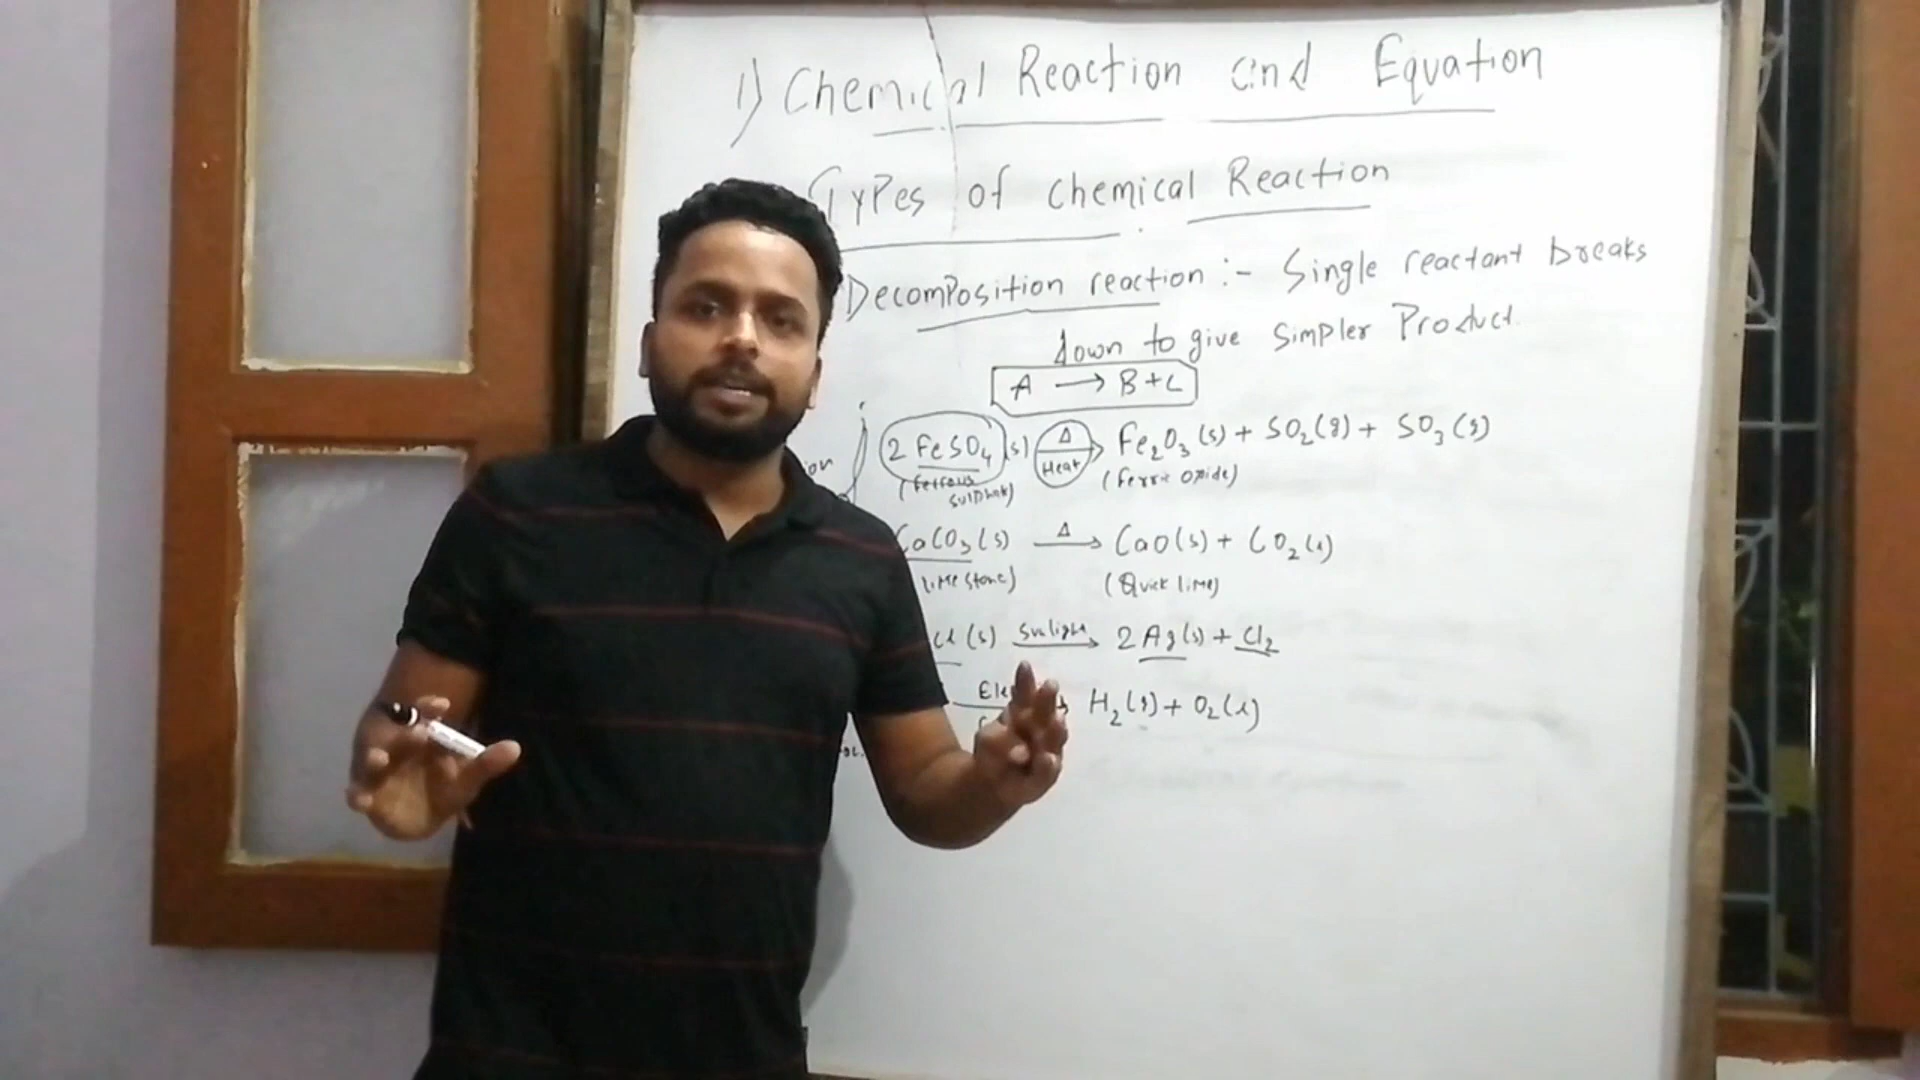 1) Chemical Reaction and Equation
Types of chemical Reaction
Decomposition reaction :- Single reactant breaks
down to give simpler Product.
A → B+C
2 FeSO4 (s) Δ Heat → Fe2O3 (s) + SO2(g) + SO3(g)
(ferrous sulphate) (Ferric oxide)
CaCO3(s) Δ → CaO(s) + CO2(g)
limestone) (Quick lime)
Cl (s) Sunlight → 2 Ag(s) + Cl2
H2(g) + O2(g)